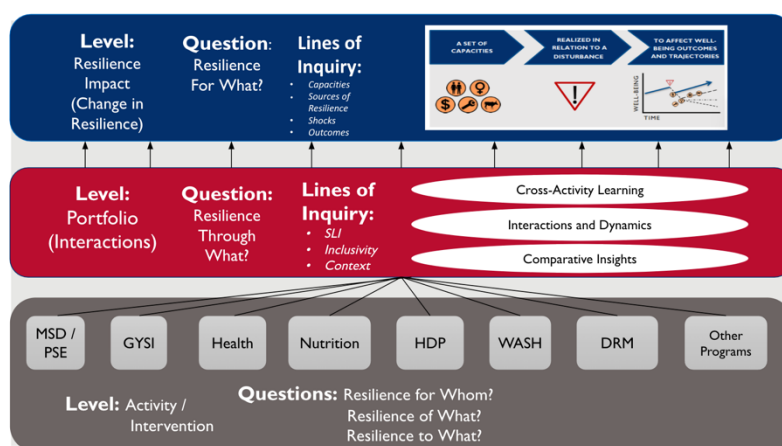 Level:
Resilience
Impact
(Change in
Resilience)
Question:
Resilience
For What?
Lines of
Inquiry:
• Capacities
• Sources of
Resilience
• Shocks
• Outcomes
A SET OF
CAPACITIES
REALIZED IN
RELATION TO A
DISTURBANCE
TO AFFECT WELL-
BEING OUTCOMES
AND TRAJECTORIES
$
!
WELL-BEING
TIME
Level:
Portfolio
(Interactions)
Question:
Resilience
Through
What?
Lines of
Inquiry:
• SLI
• Inclusivity
• Context
Cross-Activity Learning
Interactions and Dynamics
Comparative Insights
MSD /
PSE
GYSI
Health
Nutrition
HDP
WASH
DRM
Other
Programs
Level: Activity /
Intervention
Questions: Resilience for Whom?
Resilience of What?
Resilience to What?